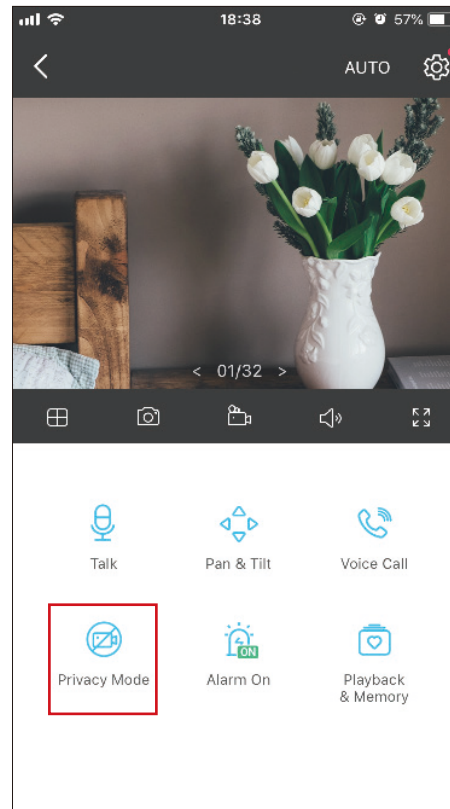 18:38
57%
AUTO
< 01/32 >
Talk
Pan & Tilt
Voice Call
ON
Privacy Mode
Alarm On
Playback
& Memory